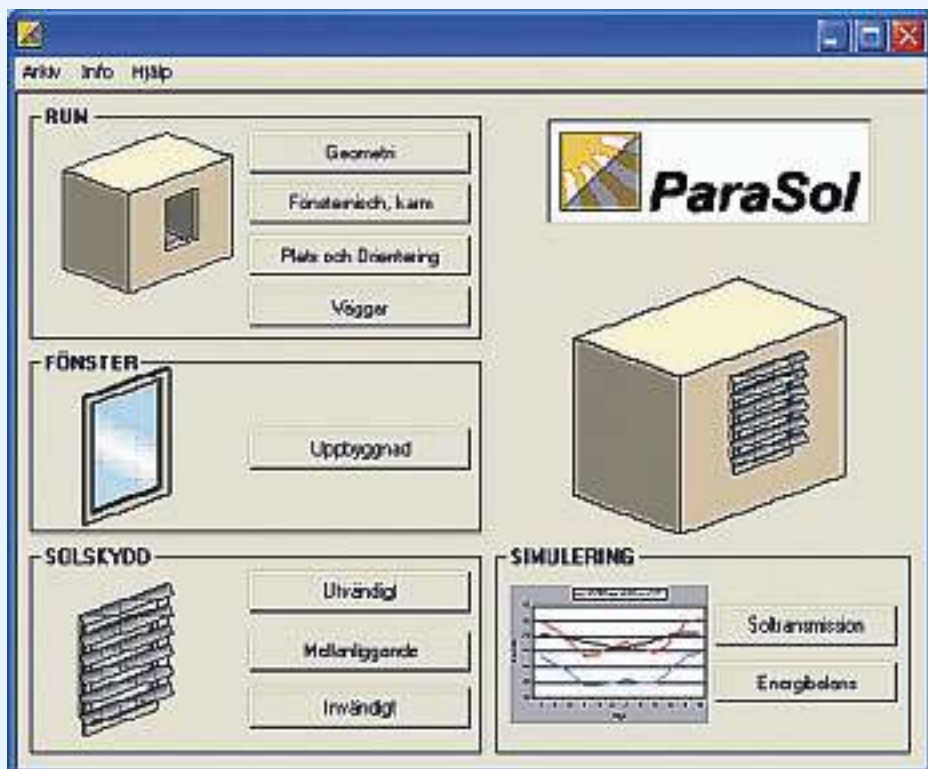 Arkiv Info Hjälp
RUM
Geometri
Fönsternisch, karm
Plats och Orientering
Väggar
ParaSol
FÖNSTER
Uppbyggnad
SOLSKYDD
Utvändigt
Mellanliggande
Invändigt
SIMULERING
Soltransmission
Energibalans